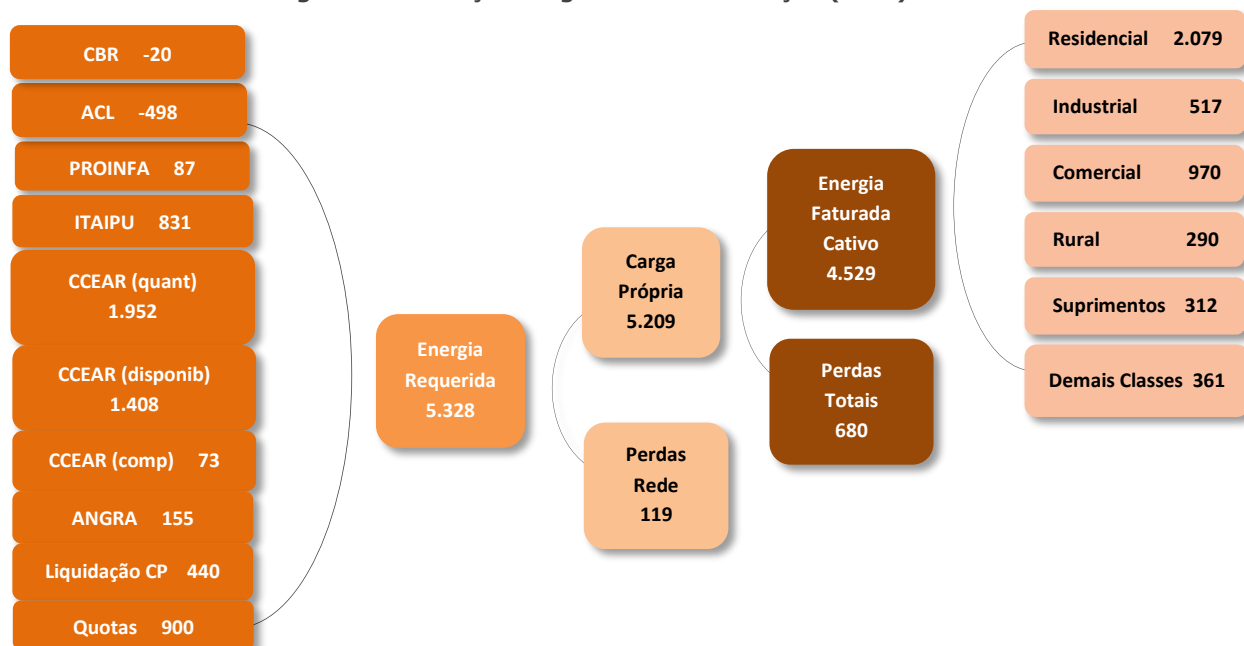 CBR -20
ACL -498
PROINFA 87
ITAIPU 831
CCEAR (quant)
1.952
CCEAR (disponib)
1.408
CCEAR (comp) 73
ANGRA 155
Liquidação CP 440
Quotas 900
Energia
Requerida
5.328
Carga
Própria
5.209
Perdas
Rede
119
Energia
Faturada
Cativo
4.529
Perdas
Totais
680
Residencial 2.079
Industrial 517
Comercial 970
Rural 290
Suprimentos 312
Demais Classes 361